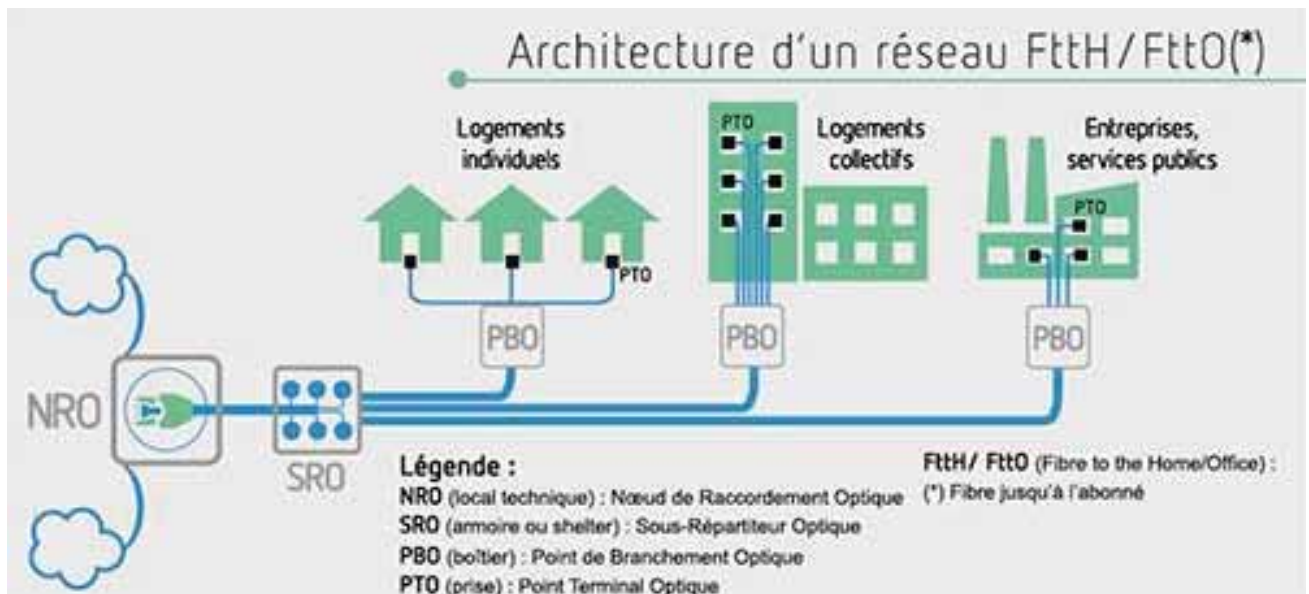 Architecture d'un réseau FttH/FttO(*)
Logements
individuels
PTO
Logements
collectifs
Entreprises,
services publics
PTO
PTO
PBO
PBO
PBO
NRO
SRO
Légende :
NRO (local technique) : Nœud de Raccordement Optique
SRO (armoire ou shelter) : Sous-Répartiteur Optique
PBO (boîtier) : Point de Branchement Optique
PTO (prise) : Point Terminal Optique
FttH/ FttO (Fibre to the Home/Office) :
(*) Fibre jusqu'à l'abonné